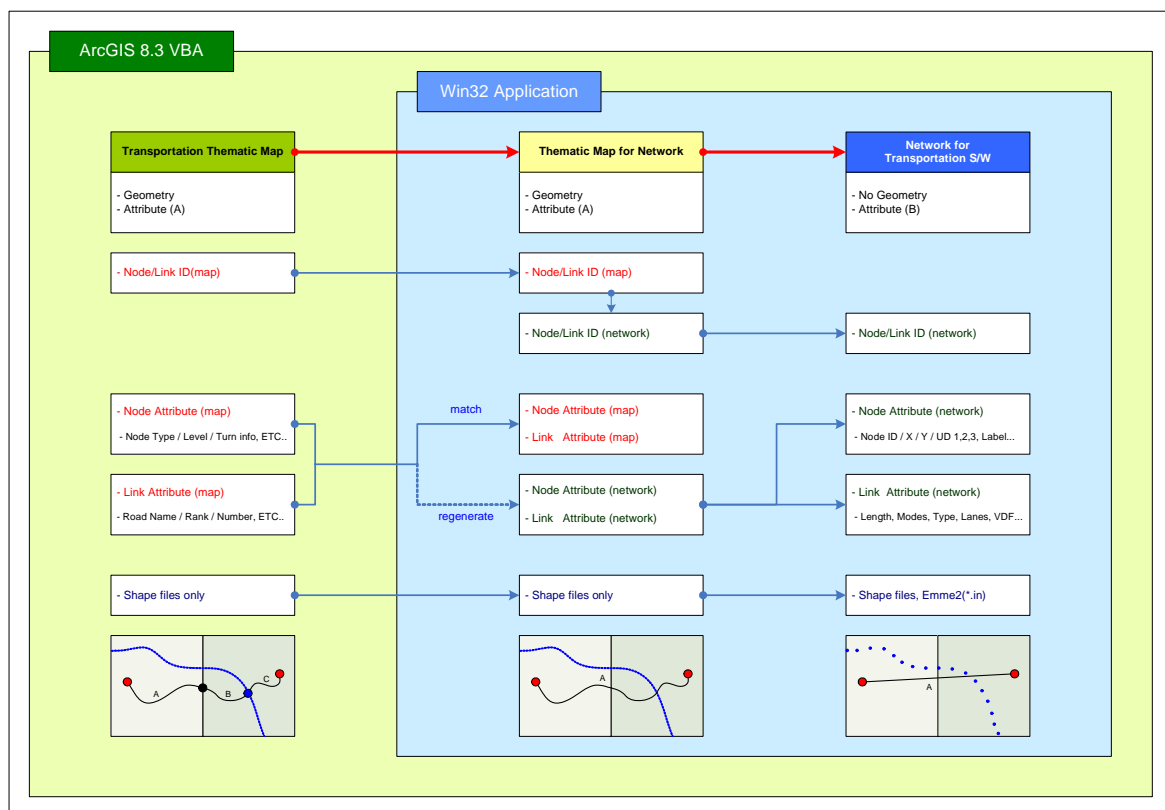 ArcGIS 8.3 VBA
Win32 Application
Transportation Thematic Map
- Geometry
- Attribute (A)
Thematic Map for Network
- Geometry
- Attribute (A)
Network for
Transportation S/W
- No Geometry
- Attribute (B)
- Node/Link ID(map)
- Node/Link ID (map)
- Node/Link ID (network)
- Node/Link ID (network)
- Node Attribute (map)
- Node Type / Level / Turn info, ETC..
- Link Attribute (map)
- Road Name / Rank / Number, ETC..
match
regenerate
- Node Attribute (map)
- Link Attribute (map)
- Node Attribute (network)
- Link Attribute (network)
- Node Attribute (network)
- Node ID / X / Y / UD 1,2,3, Label...
- Link Attribute (network)
- Length, Modes, Type, Lanes, VDF...
- Shape files only
- Shape files only
- Shape files, Emme2(*.in)
A
B
C
A
A